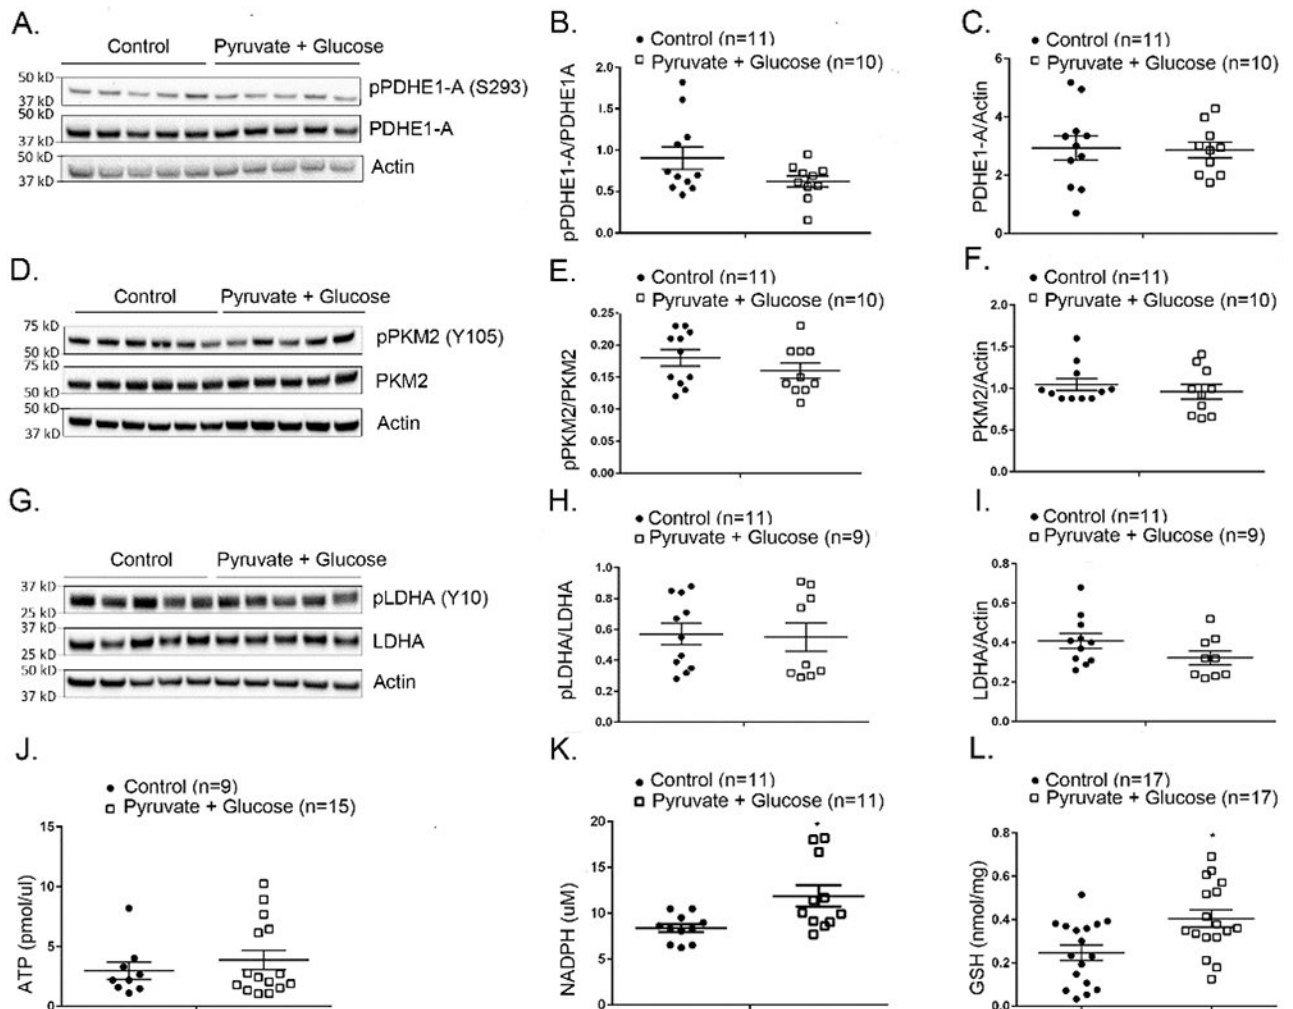 A.
Control
Pyruvate + Glucose
50 kD
37 kD
pPDHE1-A (S293)
50 kD
37 kD
PDHE1-A
50 kD
37 kD
Actin
B.
Control (n=11)
Pyruvate + Glucose (n=10)
pPDHE1-A/PDHE1A
2.0
1.5
1.0
0.5
0.0
C.
Control (n=11)
Pyruvate + Glucose (n=10)
PDHE1-A/Actin
6
4
2
0
D.
Control
Pyruvate + Glucose
75 kD
50 kD
pPKM2 (Y105)
75 kD
50 kD
PKM2
50 kD
37 kD
Actin
E.
Control (n=11)
Pyruvate + Glucose (n=10)
pPKM2/PKM2
0.25
0.20
0.15
0.10
0.05
0.00
F.
Control (n=11)
Pyruvate + Glucose (n=10)
PKM2/Actin
2.0
1.5
1.0
0.5
0.0
G.
Control
Pyruvate + Glucose
37 kD
25 kD
pLDHA (Y10)
37 kD
25 kD
LDHA
50 kD
37 kD
Actin
H.
Control (n=11)
Pyruvate + Glucose (n=9)
pLDHA/LDHA
1.0
0.8
0.6
0.4
0.2
0.0
I.
Control (n=11)
Pyruvate + Glucose (n=9)
LDHA/Actin
0.8
0.6
0.4
0.2
0.0
J.
Control (n=9)
Pyruvate + Glucose (n=15)
ATP (pmol/ul)
15
10
5
0
K.
Control (n=11)
Pyruvate + Glucose (n=11)
NADPH (uM)
20
15
10
5
0
*
L.
Control (n=17)
Pyruvate + Glucose (n=17)
GSH (nmol/mg)
0.8
0.6
0.4
0.2
0.0
*